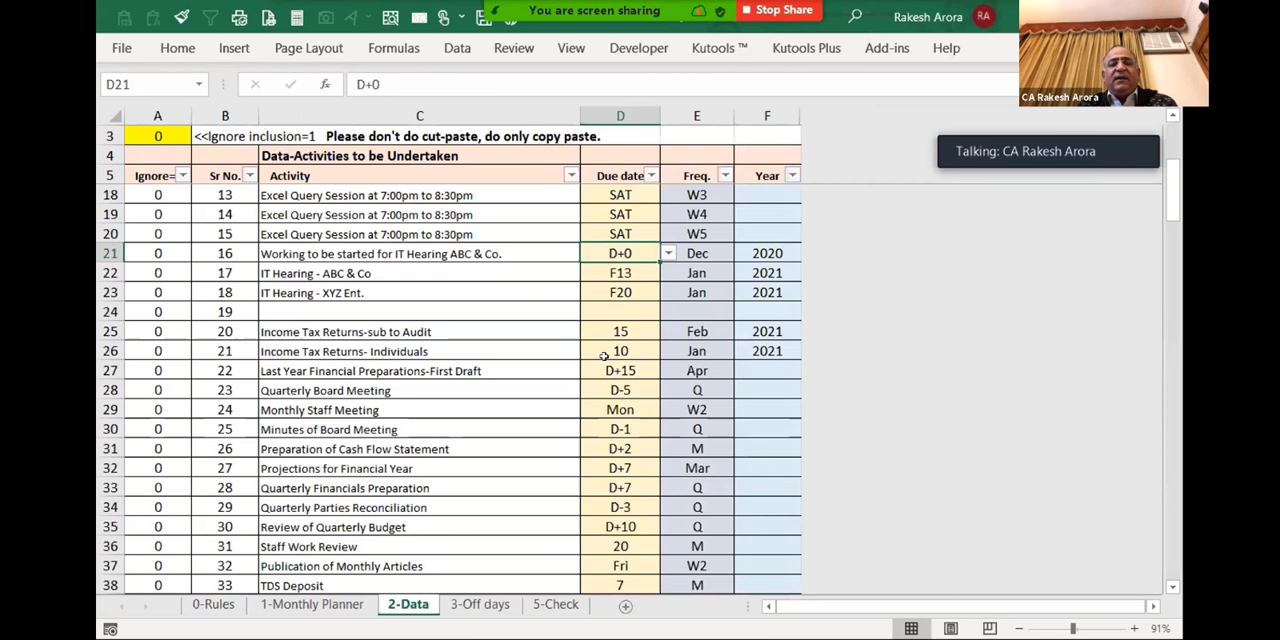 You are screen sharing
Stop Share
Rakesh Arora RA
File Home Insert Page Layout Formulas Data Review View Developer Kutools ™ Kutools Plus Add-ins Help
CA Rakesh Arora
D21 fx D+0
Talking: CA Rakesh Arora
A B C D E F
3 0 <<Ignore inclusion=1 Please don't do cut-paste, do only copy paste.
4 Data-Activities to be Undertaken
5 Ignore= Sr No. Activity Due date Freq. Year
18 0 13 Excel Query Session at 7:00pm to 8:30pm SAT W3
19 0 14 Excel Query Session at 7:00pm to 8:30pm SAT W4
20 0 15 Excel Query Session at 7:00pm to 8:30pm SAT W5
21 0 16 Working to be started for IT Hearing ABC & Co. D+0 Dec 2020
22 0 17 IT Hearing - ABC & Co F13 Jan 2021
23 0 18 IT Hearing - XYZ Ent. F20 Jan 2021
24 0 19
25 0 20 Income Tax Returns-sub to Audit 15 Feb 2021
26 0 21 Income Tax Returns- Individuals 10 Jan 2021
27 0 22 Last Year Financial Preparations-First Draft D+15 Apr
28 0 23 Quarterly Board Meeting D-5 Q
29 0 24 Monthly Staff Meeting Mon W2
30 0 25 Minutes of Board Meeting D-1 Q
31 0 26 Preparation of Cash Flow Statement D+2 M
32 0 27 Projections for Financial Year D+7 Mar
33 0 28 Quarterly Financials Preparation D+7 Q
34 0 29 Quarterly Parties Reconciliation D-3 Q
35 0 30 Review of Quarterly Budget D+10 Q
36 0 31 Staff Work Review 20 M
37 0 32 Publication of Monthly Articles Fri W2
38 0 33 TDS Deposit 7 M
0-Rules 1-Monthly Planner 2-Data 3-Off days 5-Check
91%